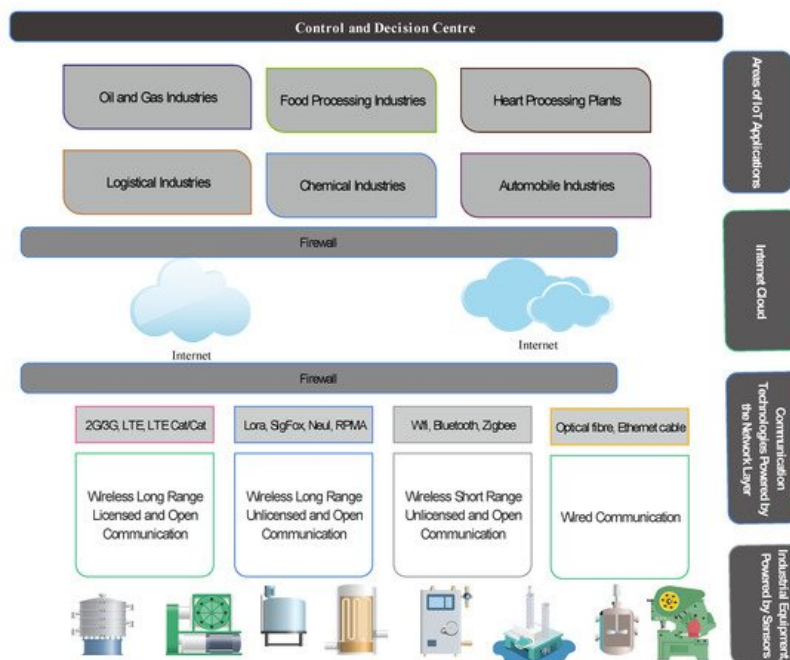 Control and Decision Centre
Oil and Gas Industries
Food Processing Industries
Heart Processing Plants
Logistical Industries
Chemical Industries
Automobile Industries
Areas of IoT Applications
Firewall
Internet
Internet
Internet Cloud
Firewall
2G/3G, LTE, LTE Cat/Cat
Lora, SigFox, Neul, RPMA
Wifi, Bluetooth, Zigbee
Optical fibre, Ethernet cable
Wireless Long Range
Licensed and Open
Communication
Wireless Long Range
Unlicensed and Open
Communication
Wireless Short Range
Unlicensed and Open
Communication
Wired Communication
Communication
Technologies Powered by
the Network Layer
Industrial Equipment,
Powered by Sensors